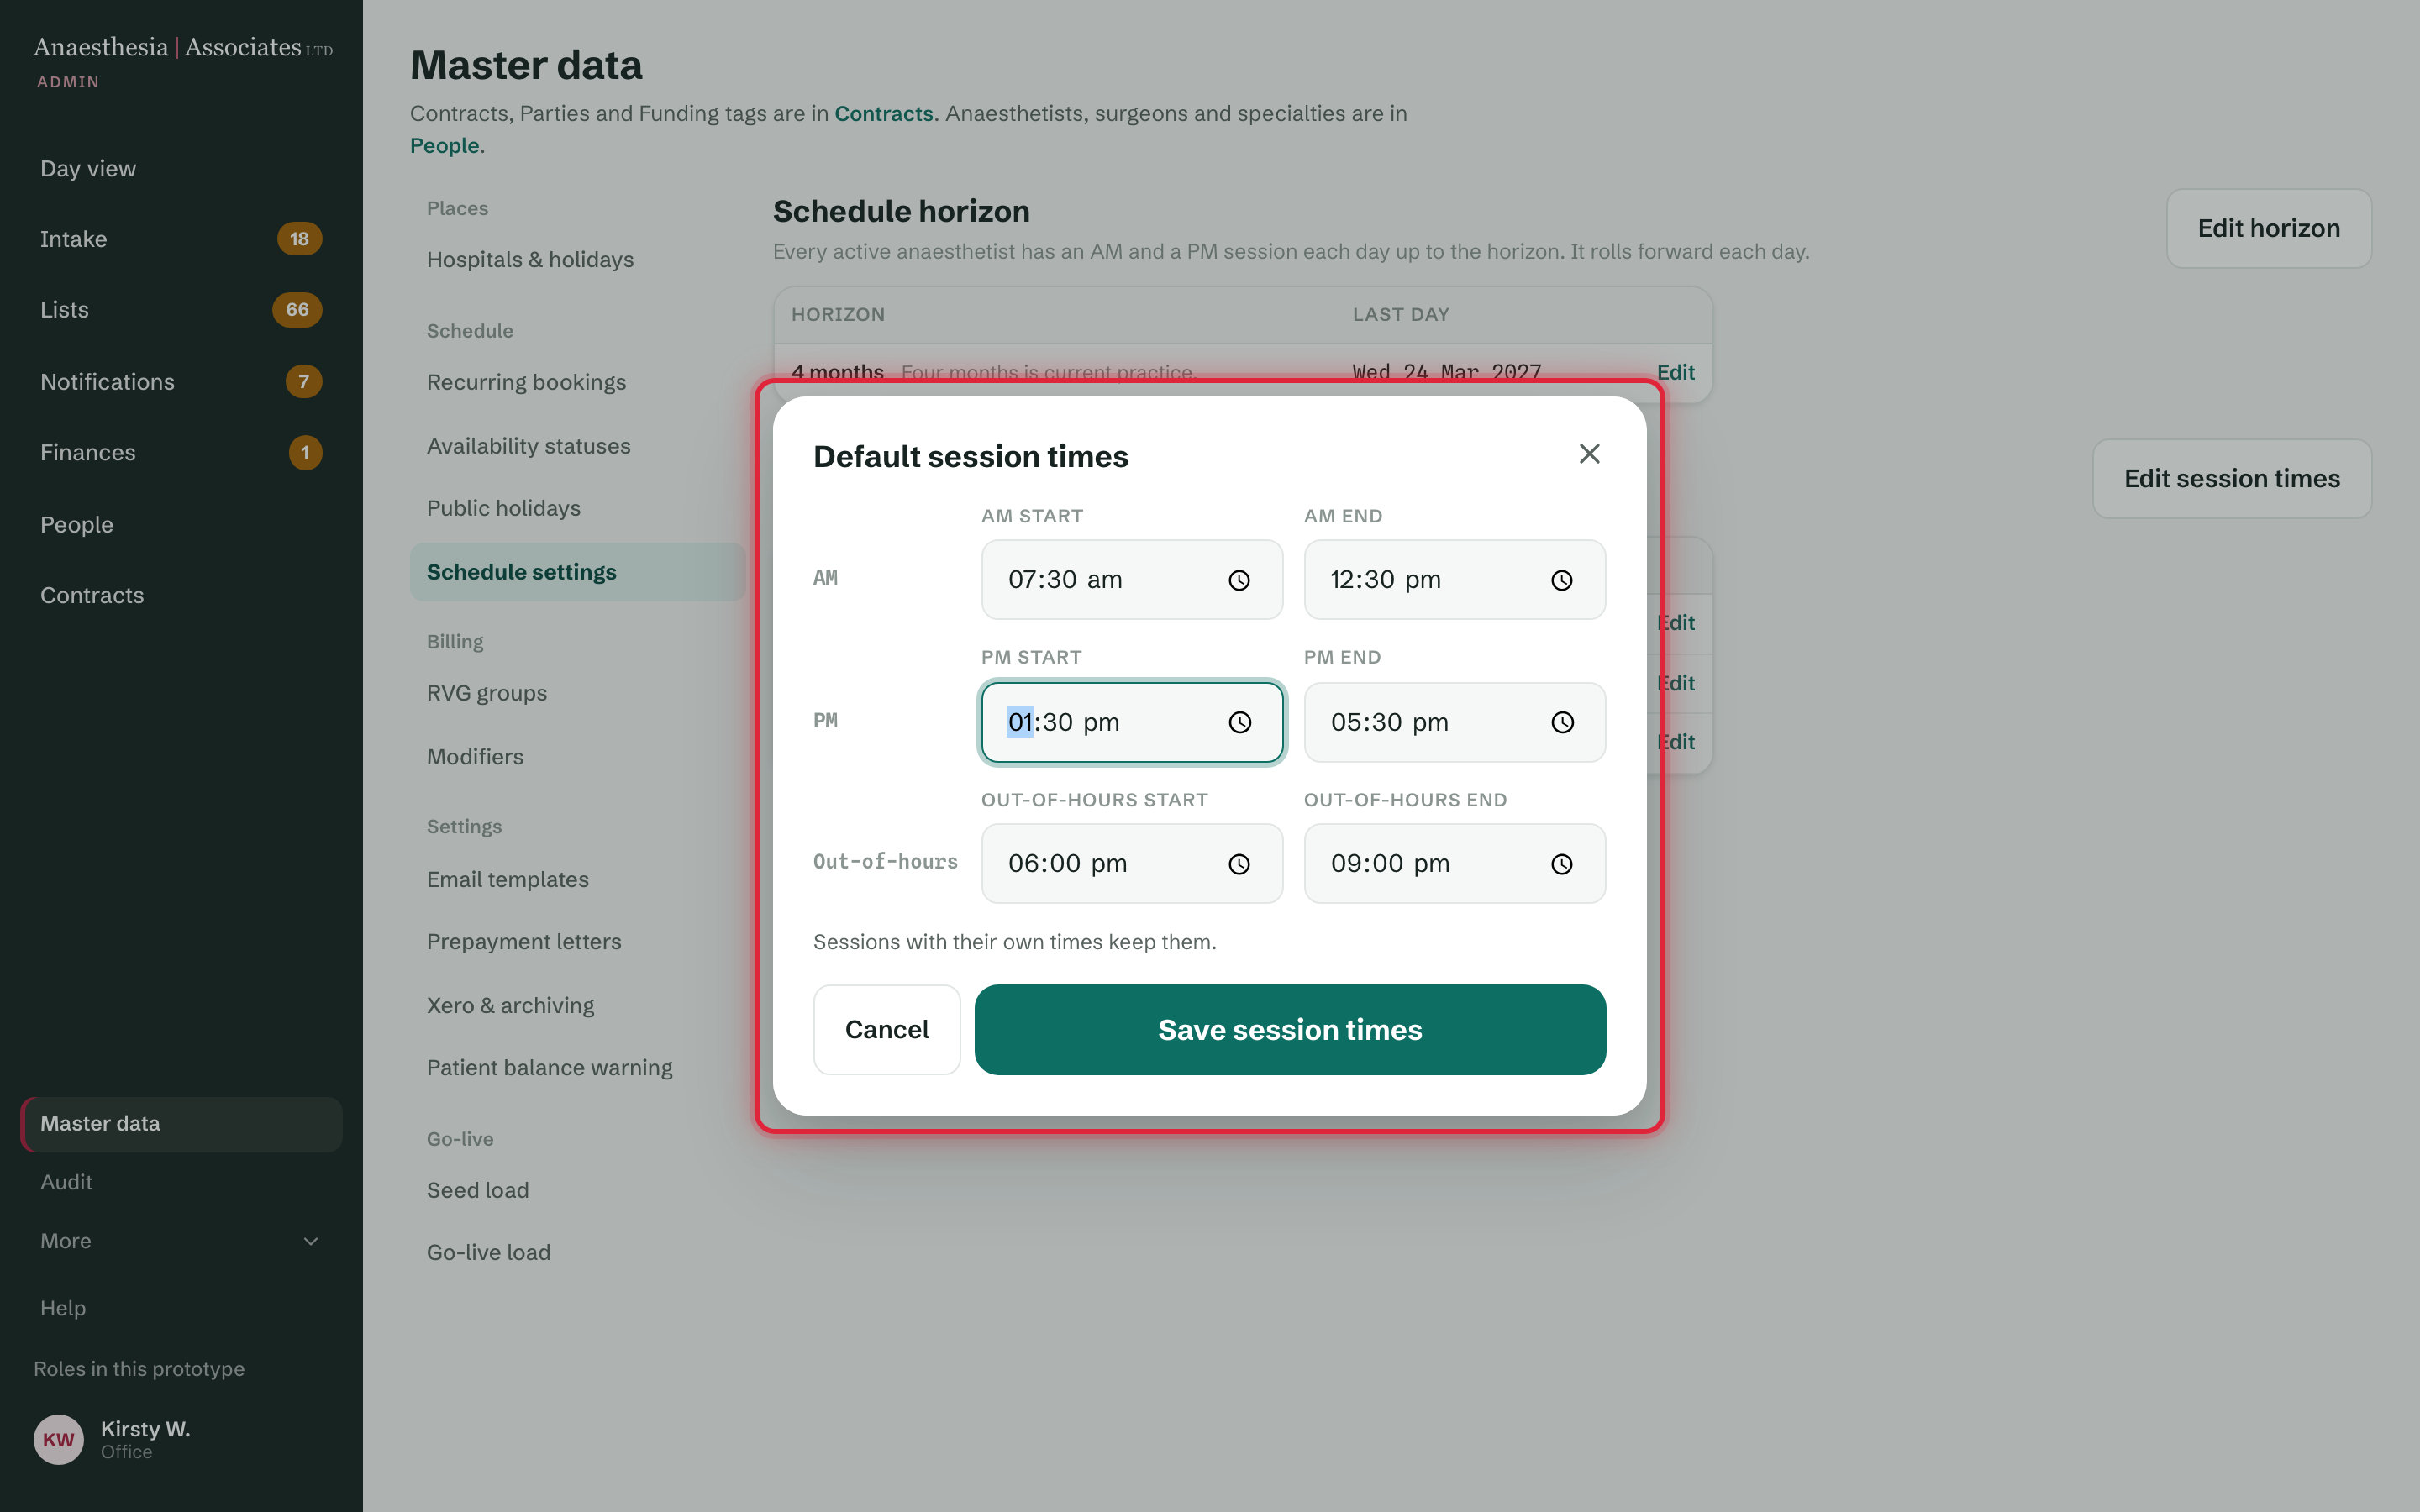 Anaesthesia | Associates LTD
ADMIN
Day view
Intake 18
Lists 66
Notifications 7
Finances 1
People
Contracts
Master data
Audit
More
Help
Roles in this prototype
KW
Kirsty W.
Office
Master data
Contracts, Parties and Funding tags are in Contracts. Anaesthetists, surgeons and specialties are in
People.
Places
Hospitals & holidays
Schedule
Recurring bookings
Availability statuses
Public holidays
Schedule settings
Billing
RVG groups
Modifiers
Settings
Email templates
Prepayment letters
Xero & archiving
Patient balance warning
Go-live
Seed load
Go-live load
Schedule horizon
Every active anaesthetist has an AM and a PM session each day up to the horizon. It rolls forward each day.
Edit horizon
HORIZON LAST DAY
4 months Four months is current practice. Wed 24 Mar 2027 Edit
Edit session times
Edit
Edit
Edit
Default session times
AM START AM END
AM 07:30 am 12:30 pm
PM START PM END
PM 01:30 pm 05:30 pm
OUT-OF-HOURS START OUT-OF-HOURS END
Out-of-hours 06:00 pm 09:00 pm
Sessions with their own times keep them.
Cancel Save session times